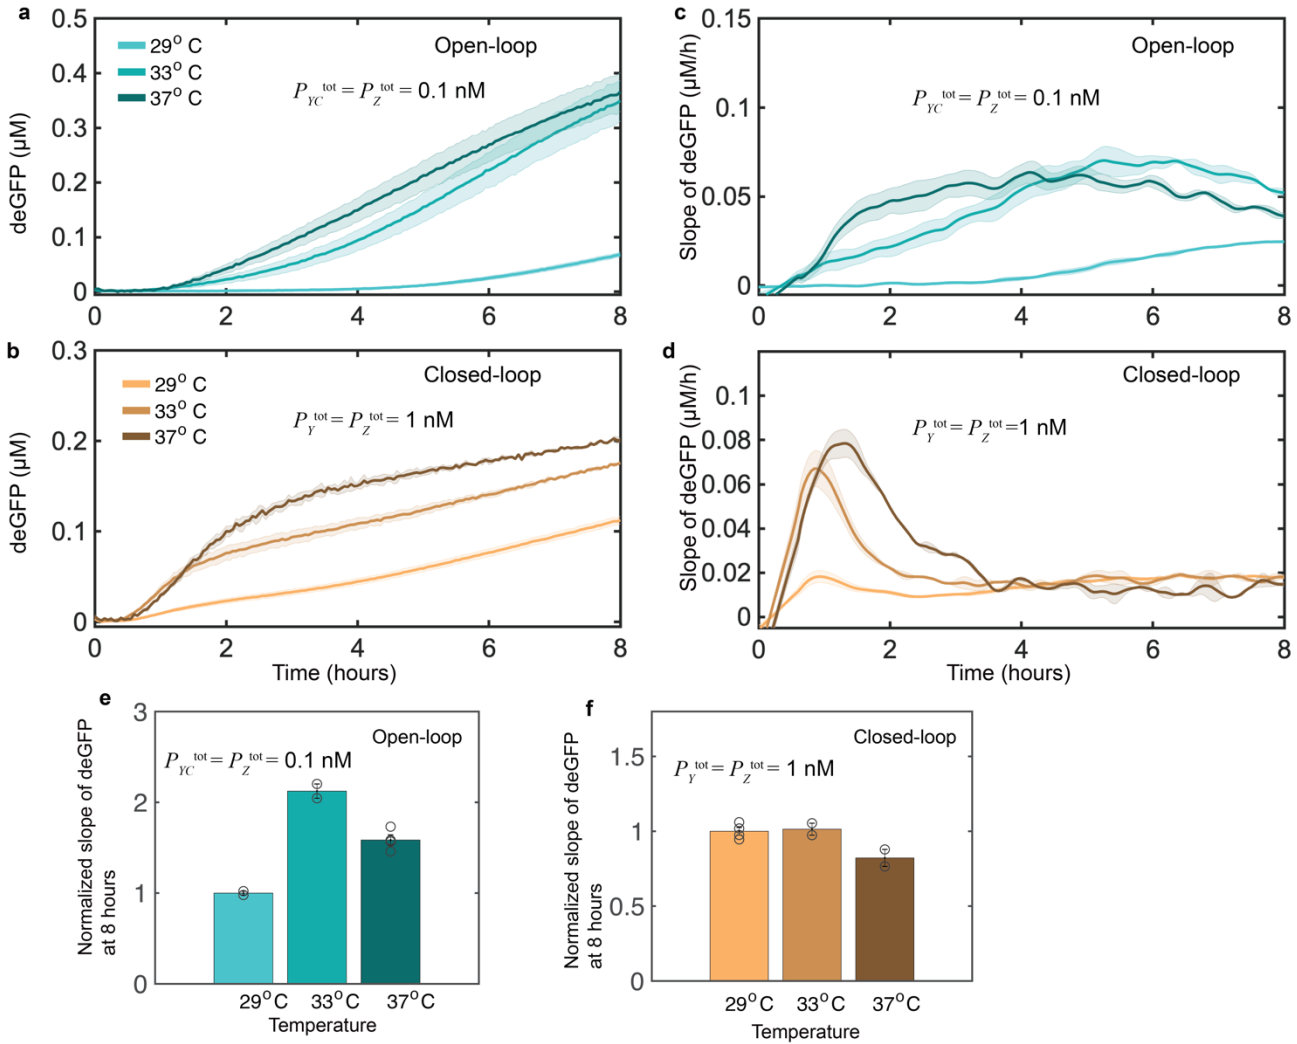 a
0.5
0.4
0.3
0.2
0.1
0
deGFP (µM)
29° C
33° C
37° C
Open-loop
P_YC^tot = P_Z^tot = 0.1 nM
0 2 4 6 8
c
0.15
0.10
0.05
0
Slope of deGFP (µM/h)
Open-loop
P_YC^tot = P_Z^tot = 0.1 nM
0 2 4 6 8
b
0.3
0.2
0.1
0
deGFP (µM)
29° C
33° C
37° C
Closed-loop
P_Y^tot = P_Z^tot = 1 nM
0 2 4 6 8
Time (hours)
d
0.1
0.08
0.06
0.04
0.02
0
Slope of deGFP (µM/h)
Closed-loop
P_Y^tot = P_Z^tot =1 nM
0 2 4 6 8
Time (hours)
e
3
2
1
0
Normalized slope of deGFP
at 8 hours
Open-loop
P_YC^tot = P_Z^tot = 0.1 nM
29°C 33°C 37°C
Temperature
f
1.5
1
0.5
0
Normalized slope of deGFP
at 8 hours
Closed-loop
P_Y^tot = P_Z^tot = 1 nM
29°C 33°C 37°C
Temperature